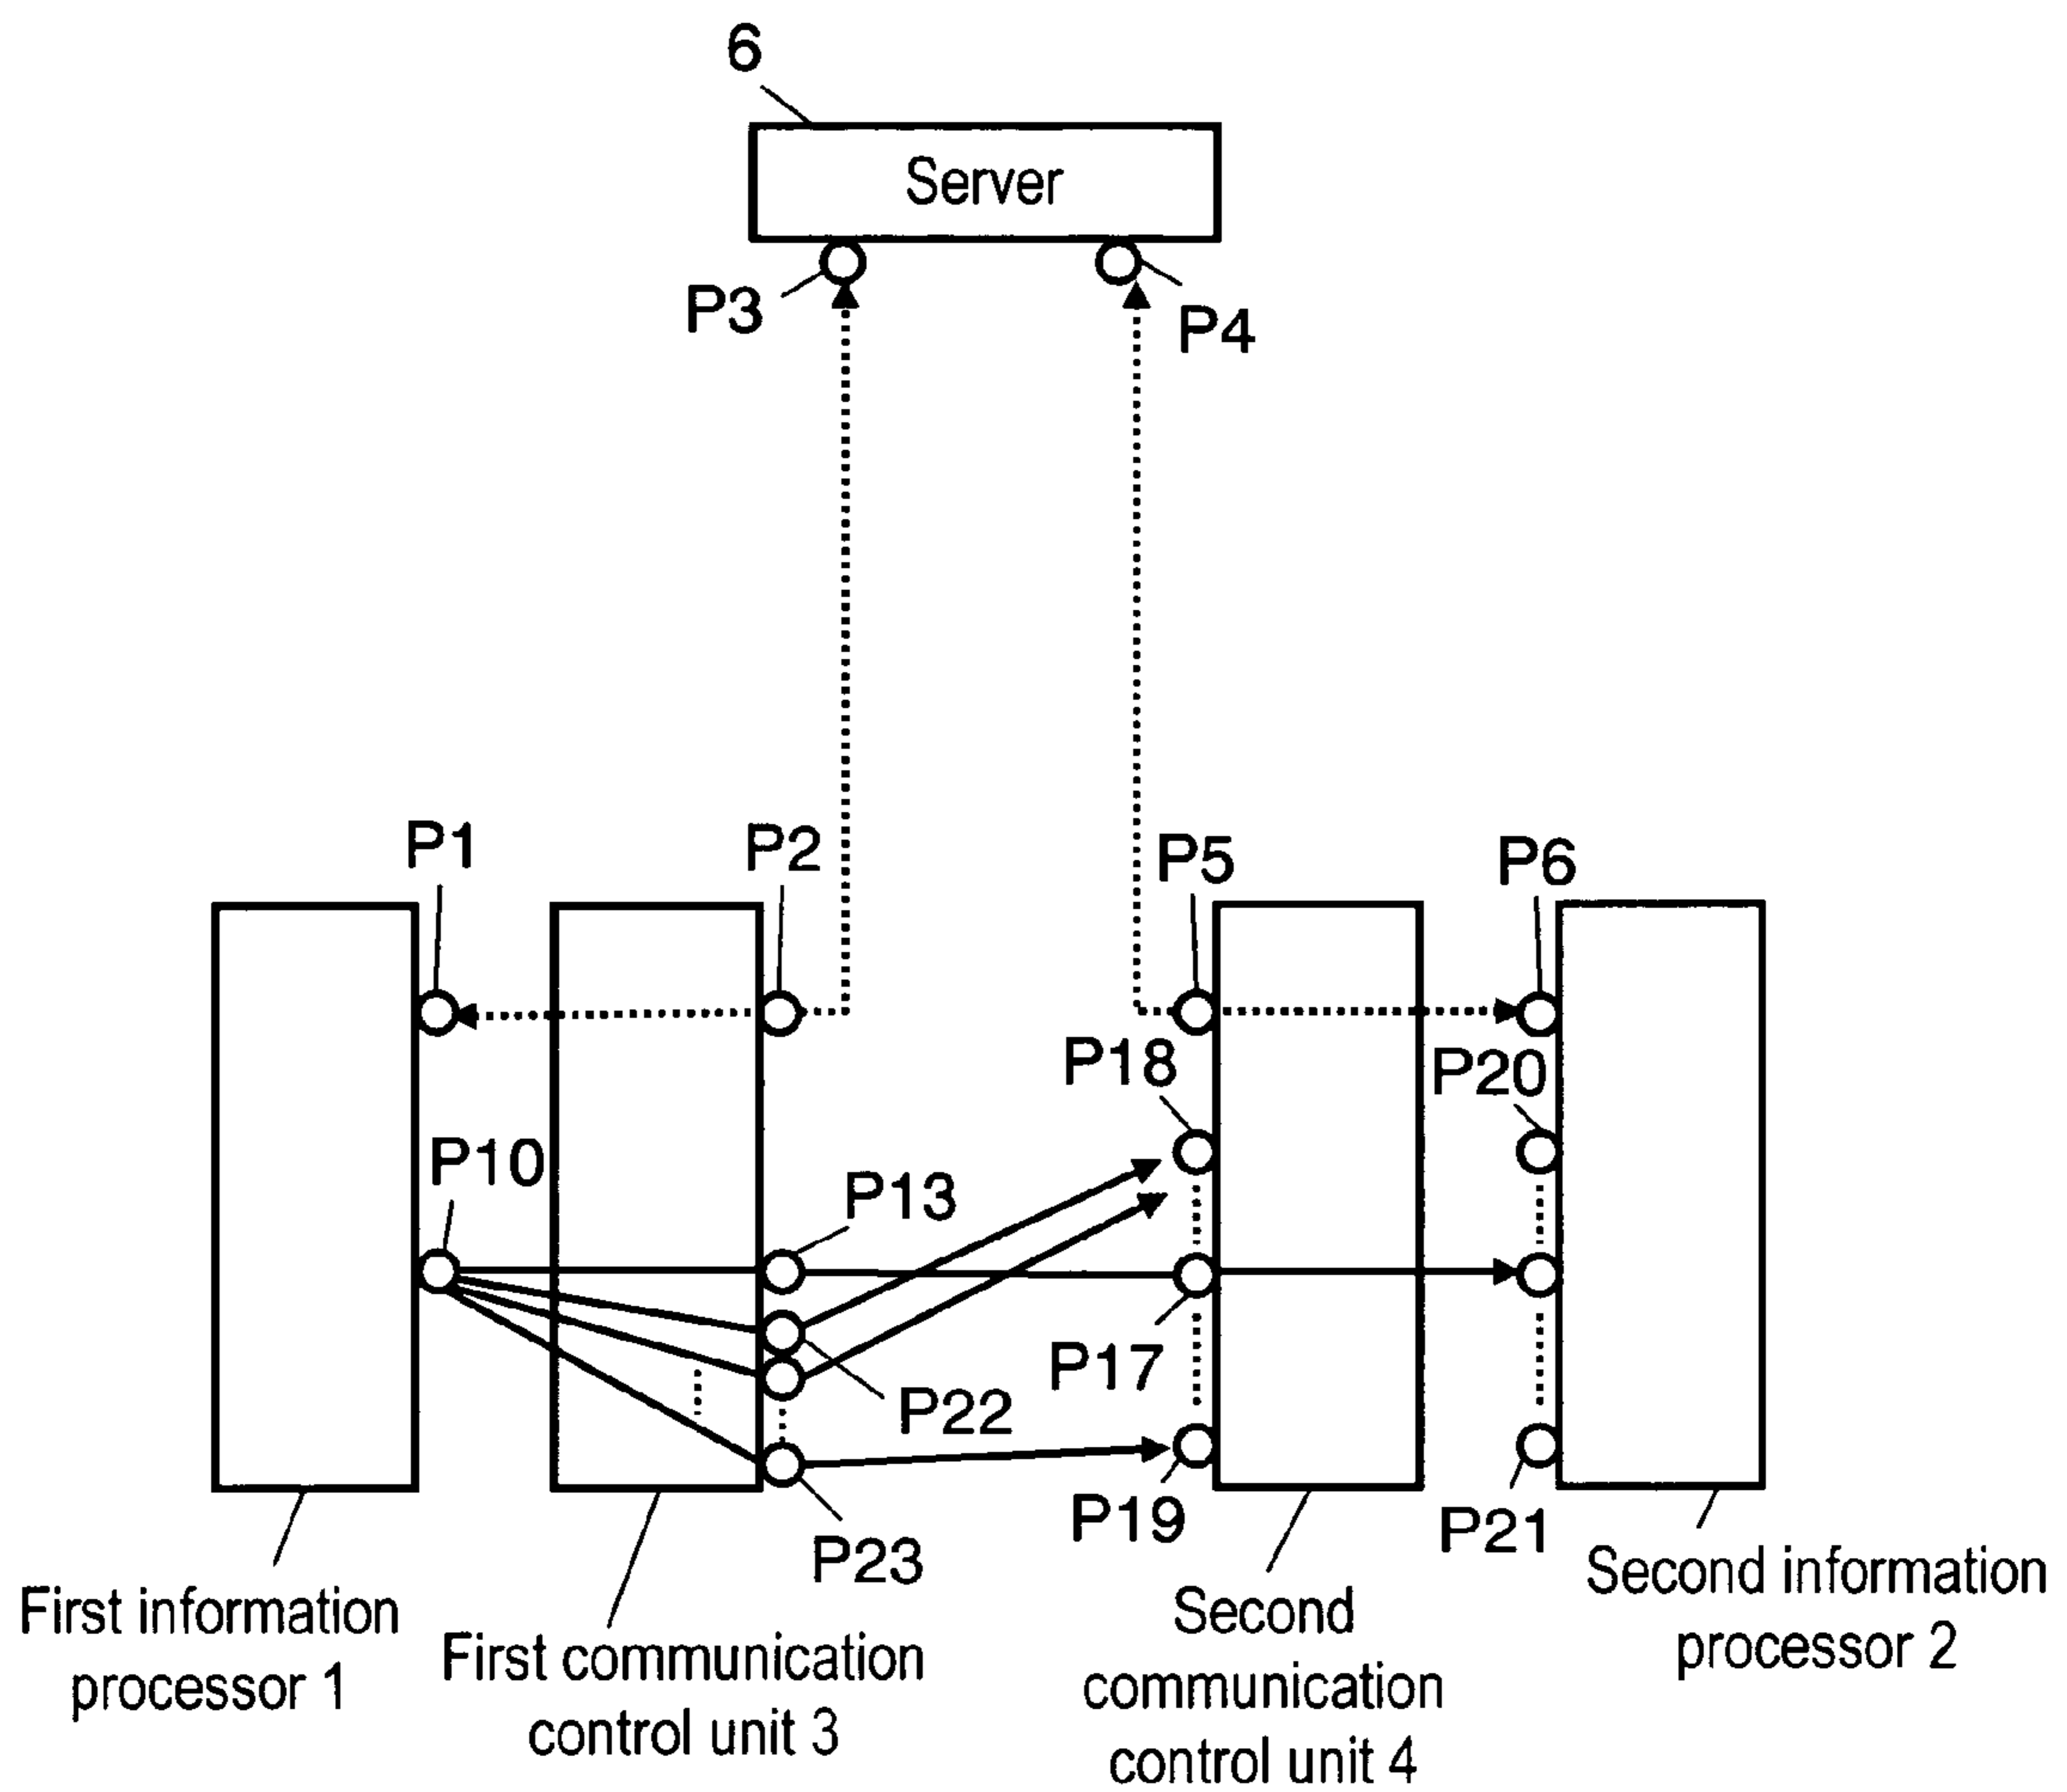 6
Server
P3
P4
P1
P2
P5
P6
P18
P20
P10
P13
P17
P22
P19
P21
P23
First information
processor 1
First communication
control unit 3
Second
communication
control unit 4
Second information
processor 2